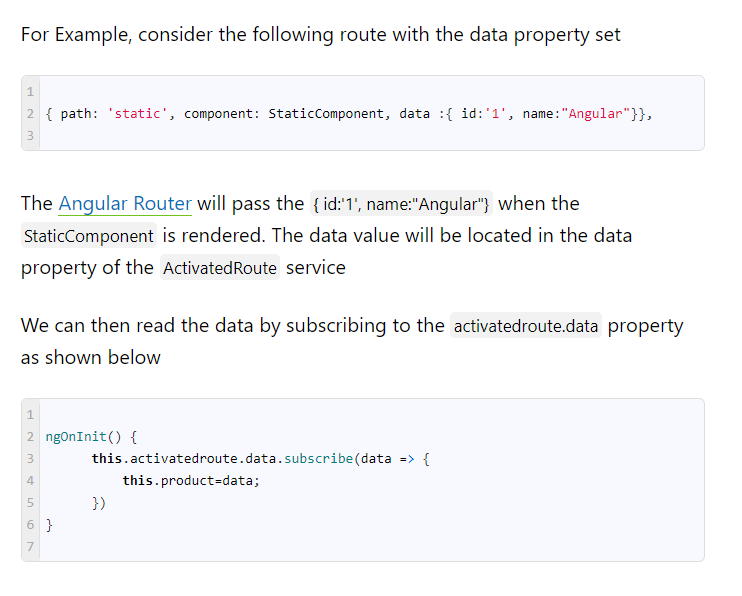 For Example, consider the following route with the data property set
1
2 { path: 'static', component: StaticComponent, data :{ id:'1', name:"Angular"}},
3
The Angular Router will pass the { id:'1', name:"Angular"} when the
StaticComponent is rendered. The data value will be located in the data
property of the ActivatedRoute service
We can then read the data by subscribing to the activatedroute.data property
as shown below
1
2 ngOnInit() {
3       this.activatedroute.data.subscribe(data => {
4           this.product=data;
5       })
6 }
7